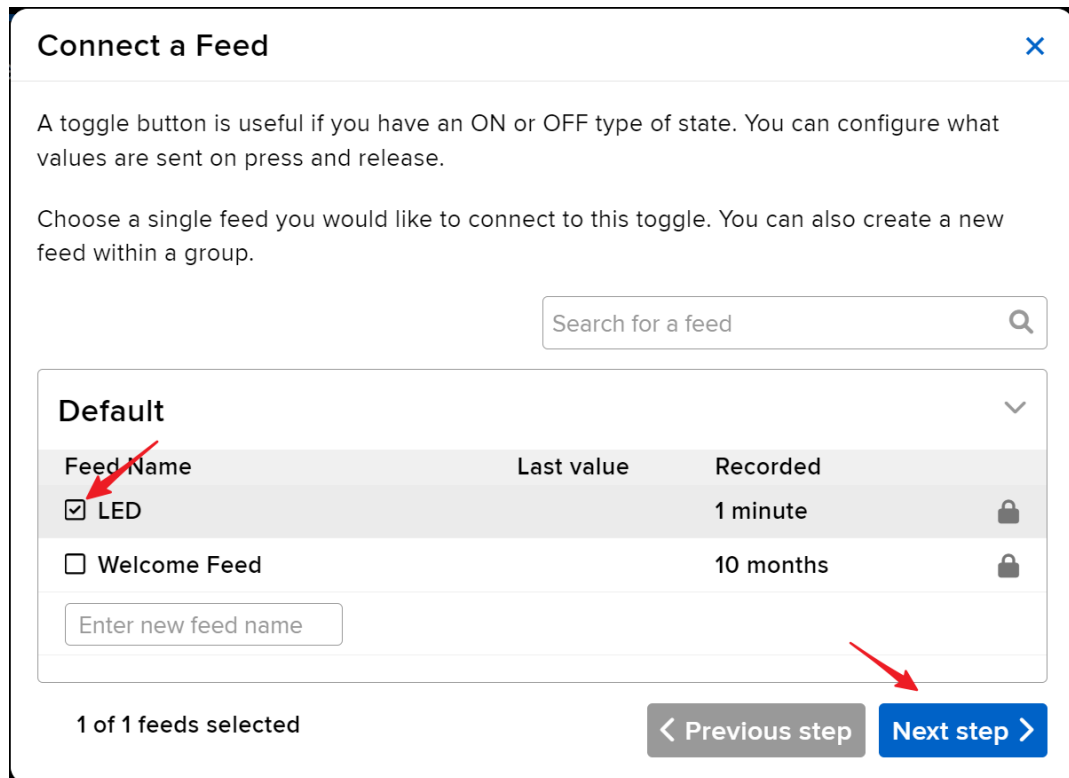 Connect a Feed
A toggle button is useful if you have an ON or OFF type of state. You can configure what
values are sent on press and release.
Choose a single feed you would like to connect to this toggle. You can also create a new
feed within a group.
Search for a feed
Default
Feed Name Last value Recorded
LED 1 minute
Welcome Feed 10 months
Enter new feed name
1 of 1 feeds selected
Previous step Next step